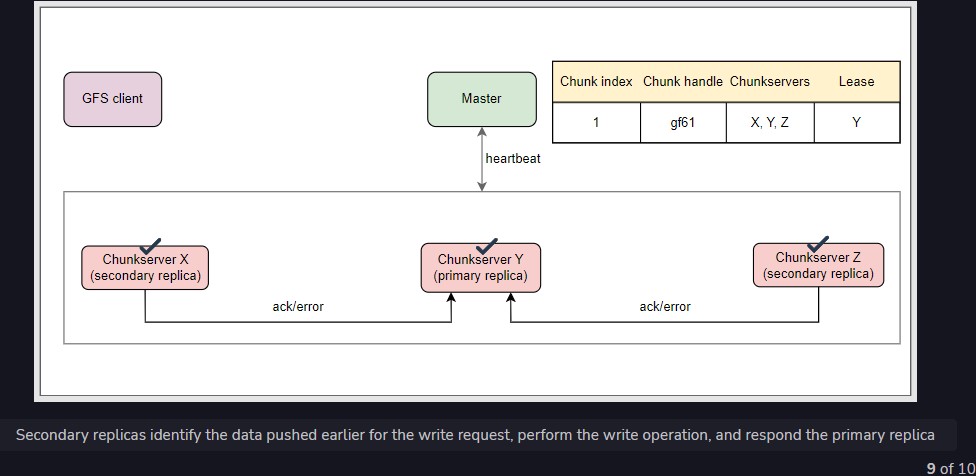 GFS client
Master
Chunk index Chunk handle Chunkservers Lease
1 gf61 X, Y, Z Y
heartbeat
Chunkserver X
(secondary replica)
Chunkserver Y
(primary replica)
Chunkserver Z
(secondary replica)
ack/error
ack/error
Secondary replicas identify the data pushed earlier for the write request, perform the write operation, and respond the primary replica
9 of 10